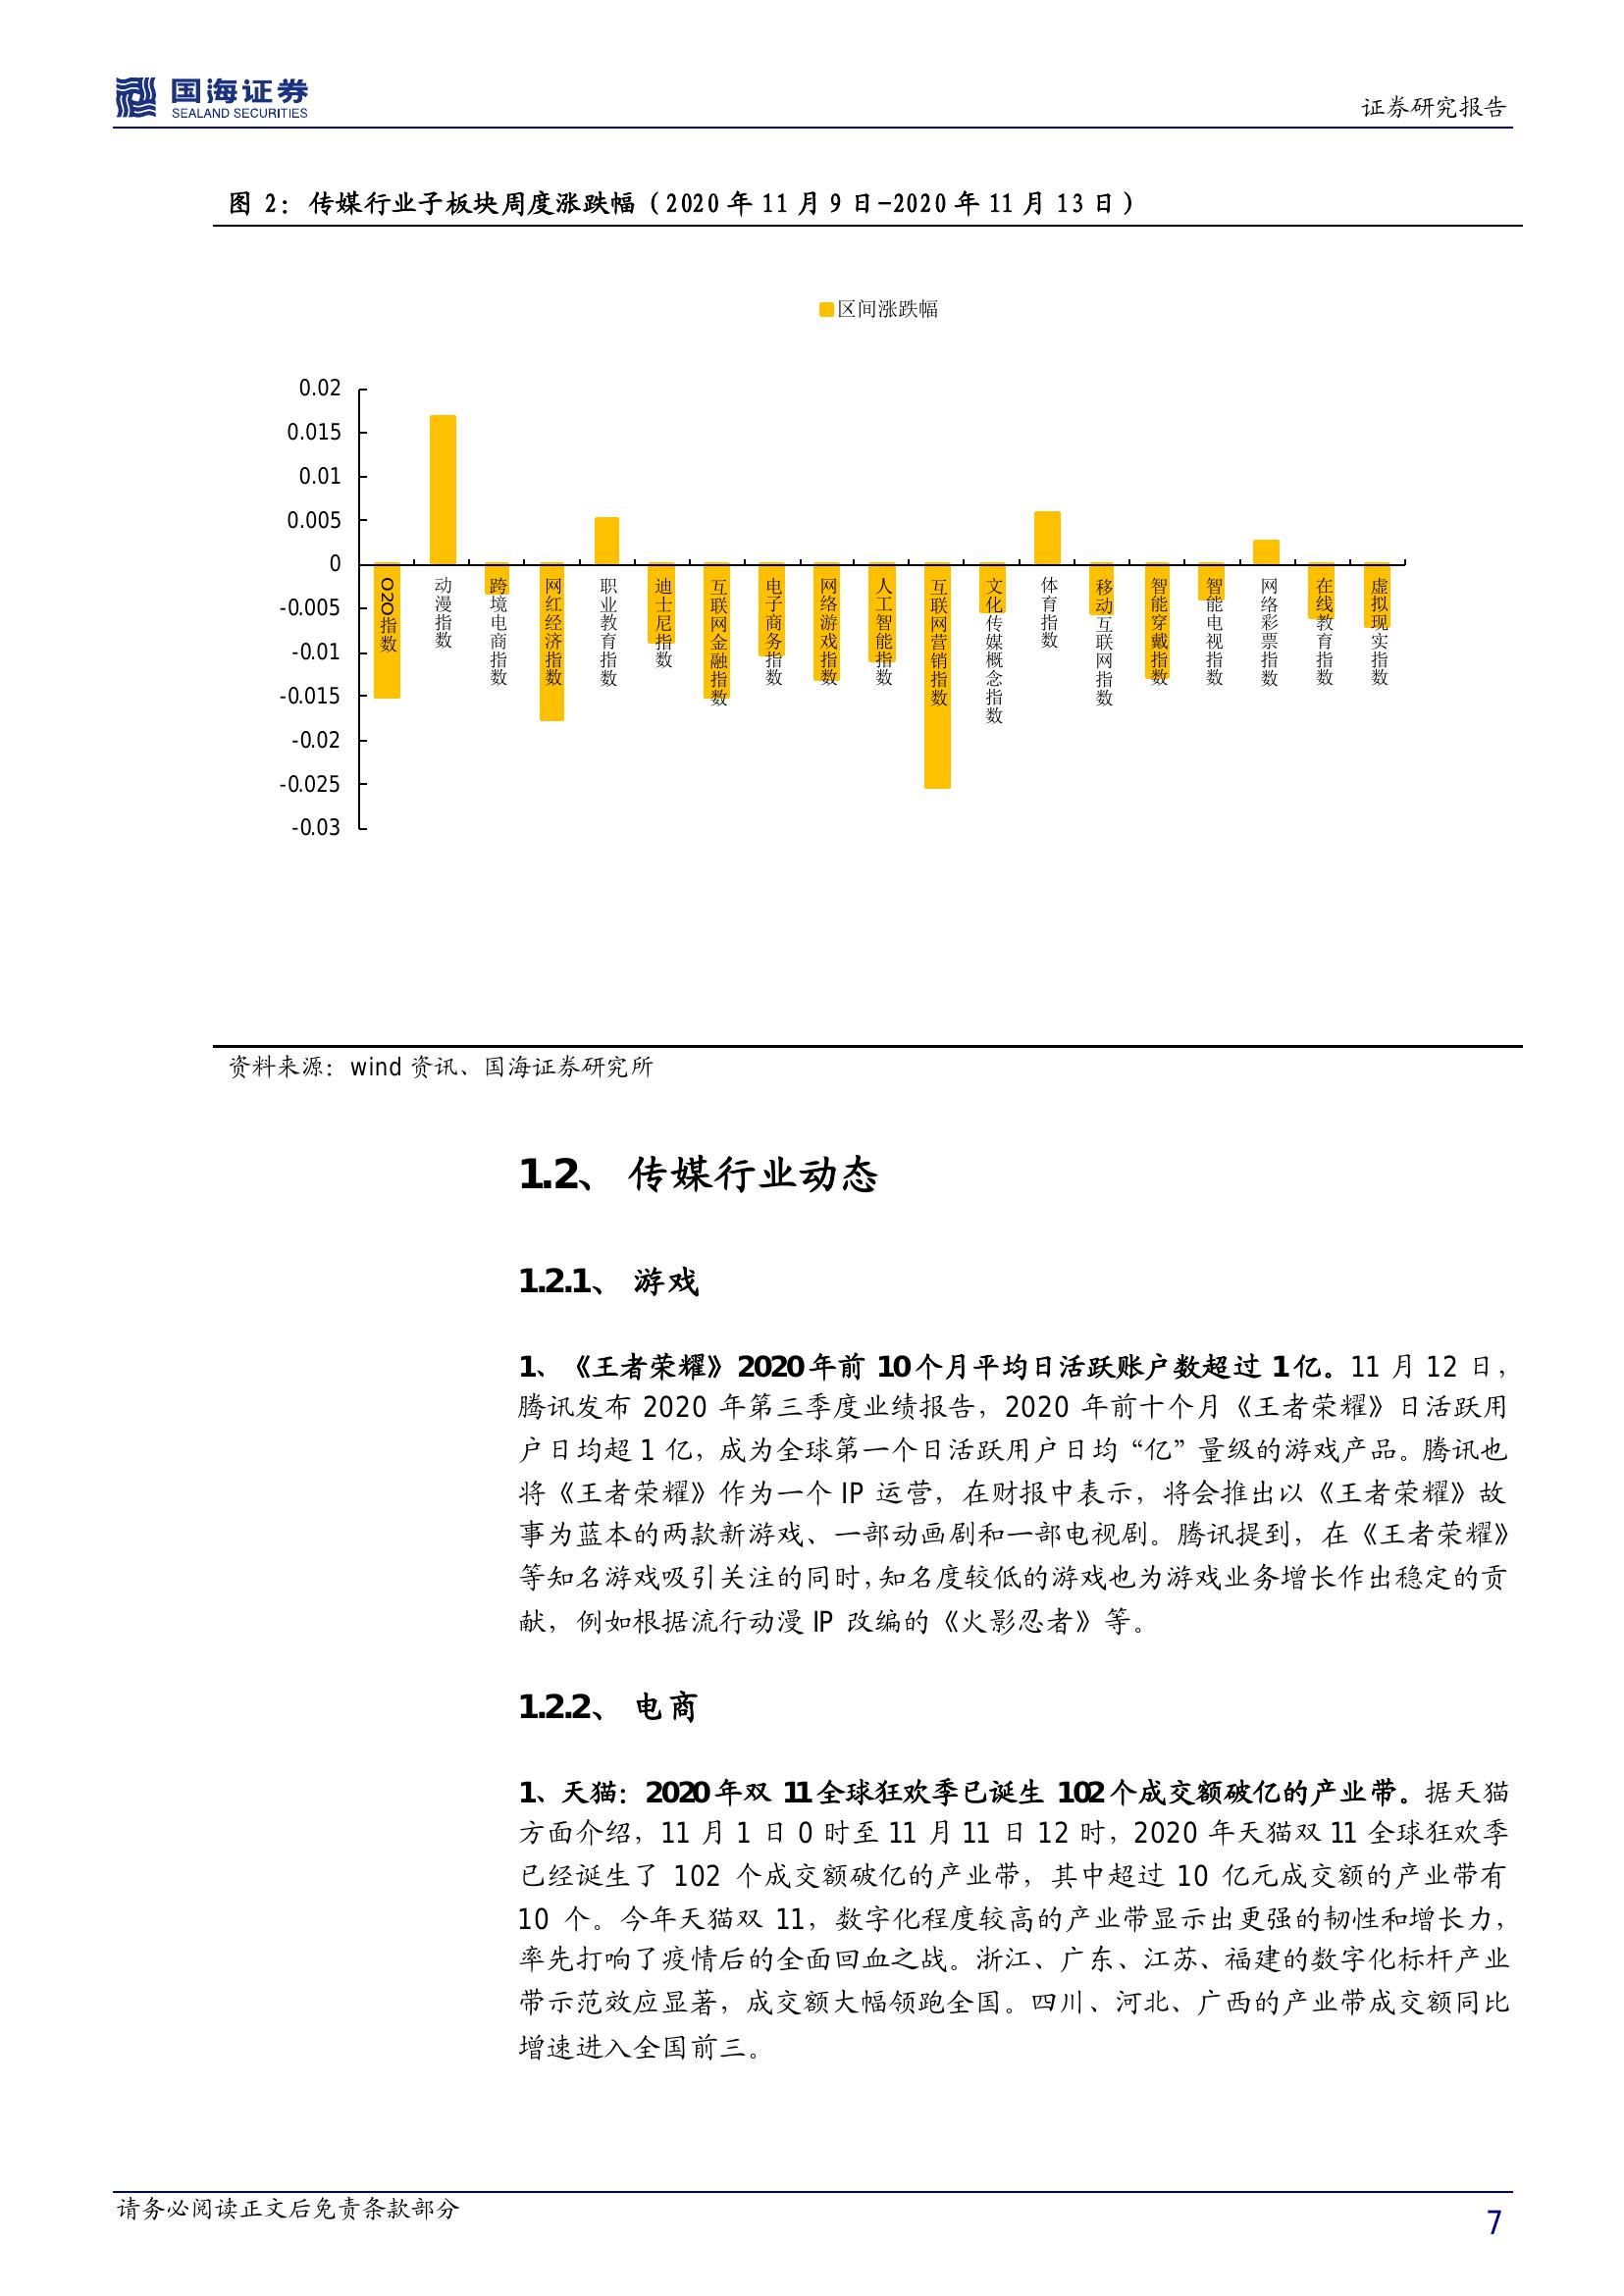 国海证券
SEALAND SECURITIES
证券研究报告
图 2：传媒行业子板块周度涨跌幅（2020 年 11 月 9 日-2020 年 11 月 13 日）
区间涨跌幅
0.02
0.015
0.01
0.005
0
-0.005
-0.01
-0.015
-0.02
-0.025
-0.03
O2O指数
动漫指数
跨境电商指数
网红经济指数
职业教育指数
迪士尼指数
互联网金融指数
电子商务指数
网络游戏指数
人工智能指数
互联网营销指数
文化传媒概念指数
体育指数
移动互联网指数
智能穿戴指数
智能电视指数
网络彩票指数
在线教育指数
虚拟现实指数
资料来源：wind 资讯、国海证券研究所
1.2、 传媒行业动态
1.2.1、 游戏
1、《王者荣耀》2020 年前 10 个月平均日活跃账户数超过 1 亿。11 月 12 日，
腾讯发布 2020 年第三季度业绩报告，2020 年前十个月《王者荣耀》日活跃用
户日均超 1 亿，成为全球第一个日活跃用户日均“亿”量级的游戏产品。腾讯也
将《王者荣耀》作为一个 IP 运营，在财报中表示，将会推出以《王者荣耀》故
事为蓝本的两款新游戏、一部动画剧和一部电视剧。腾讯提到，在《王者荣耀》
等知名游戏吸引关注的同时，知名度较低的游戏也为游戏业务增长作出稳定的贡
献，例如根据流行动漫 IP 改编的《火影忍者》等。
1.2.2、 电商
1、天猫：2020 年双 11 全球狂欢季已诞生 102 个成交额破亿的产业带。据天猫
方面介绍，11 月 1 日 0 时至 11 月 11 日 12 时，2020 年天猫双 11 全球狂欢季
已经诞生了 102 个成交额破亿的产业带，其中超过 10 亿元成交额的产业带有
10 个。今年天猫双 11，数字化程度较高的产业带显示出更强的韧性和增长力，
率先打响了疫情后的全面回血之战。浙江、广东、江苏、福建的数字化标杆产业
带示范效应显著，成交额大幅领跑全国。四川、河北、广西的产业带成交额同比
增速进入全国前三。
请务必阅读正文后免责条款部分
7